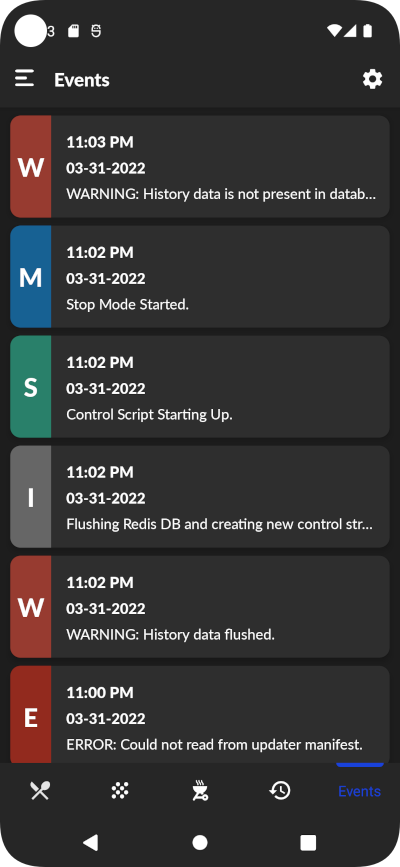 3
Events
W
11:03 PM
03-31-2022
WARNING: History data is not present in datab...
M
11:02 PM
03-31-2022
Stop Mode Started.
S
11:02 PM
03-31-2022
Control Script Starting Up.
I
11:02 PM
03-31-2022
Flushing Redis DB and creating new control str...
W
11:02 PM
03-31-2022
WARNING: History data flushed.
E
11:00 PM
03-31-2022
ERROR: Could not read from updater manifest.
Events